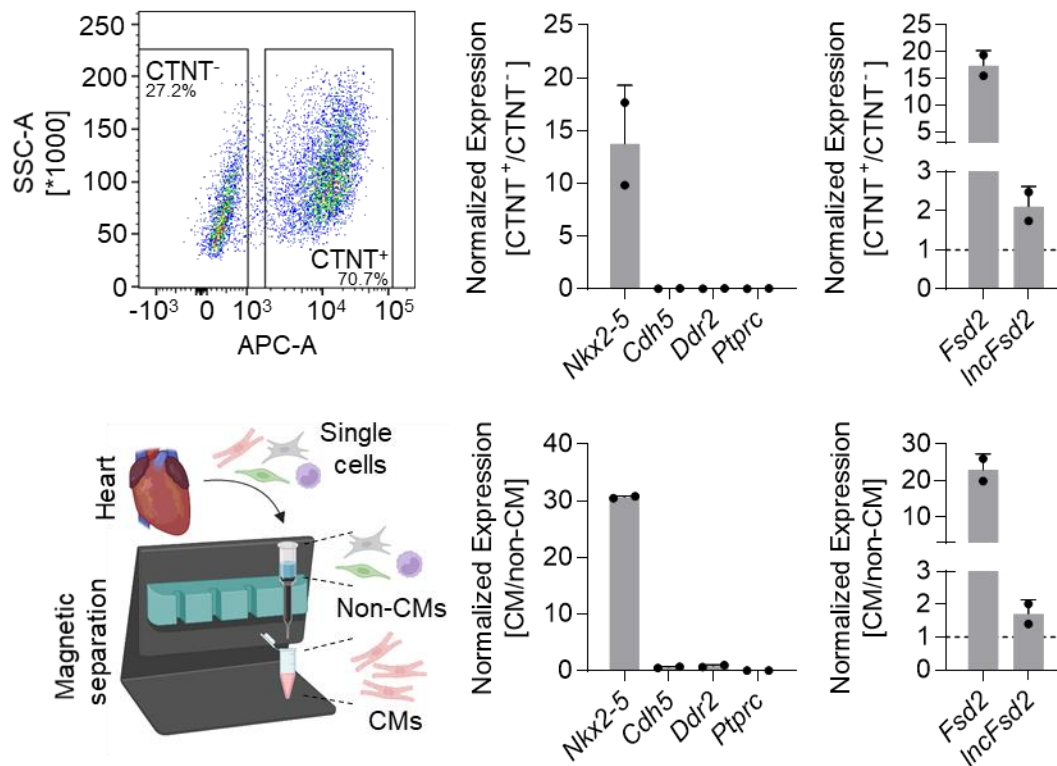 250
200
150
100
50
0
SSC-A
[*1000]
CTNT-
27.2%
CTNT+
70.7%
-10³ 0 10³ 10⁴ 10⁵
APC-A
Normalized Expression
[CTNT+/CTNT-]
25
20
15
10
5
0
Nkx2-5
Cdh5
Ddr2
Ptprc
Normalized Expression
[CTNT+/CTNT-]
25
20
15
10
5
3
2
1
0
Fsd2
lncFsd2
Heart
Single
cells
Magnetic
separation
Non-CMs
CMs
Normalized Expression
[CM/non-CM]
40
30
20
10
0
Nkx2-5
Cdh5
Ddr2
Ptprc
Normalized Expression
[CM/non-CM]
30
20
10
3
2
1
0
Fsd2
lncFsd2